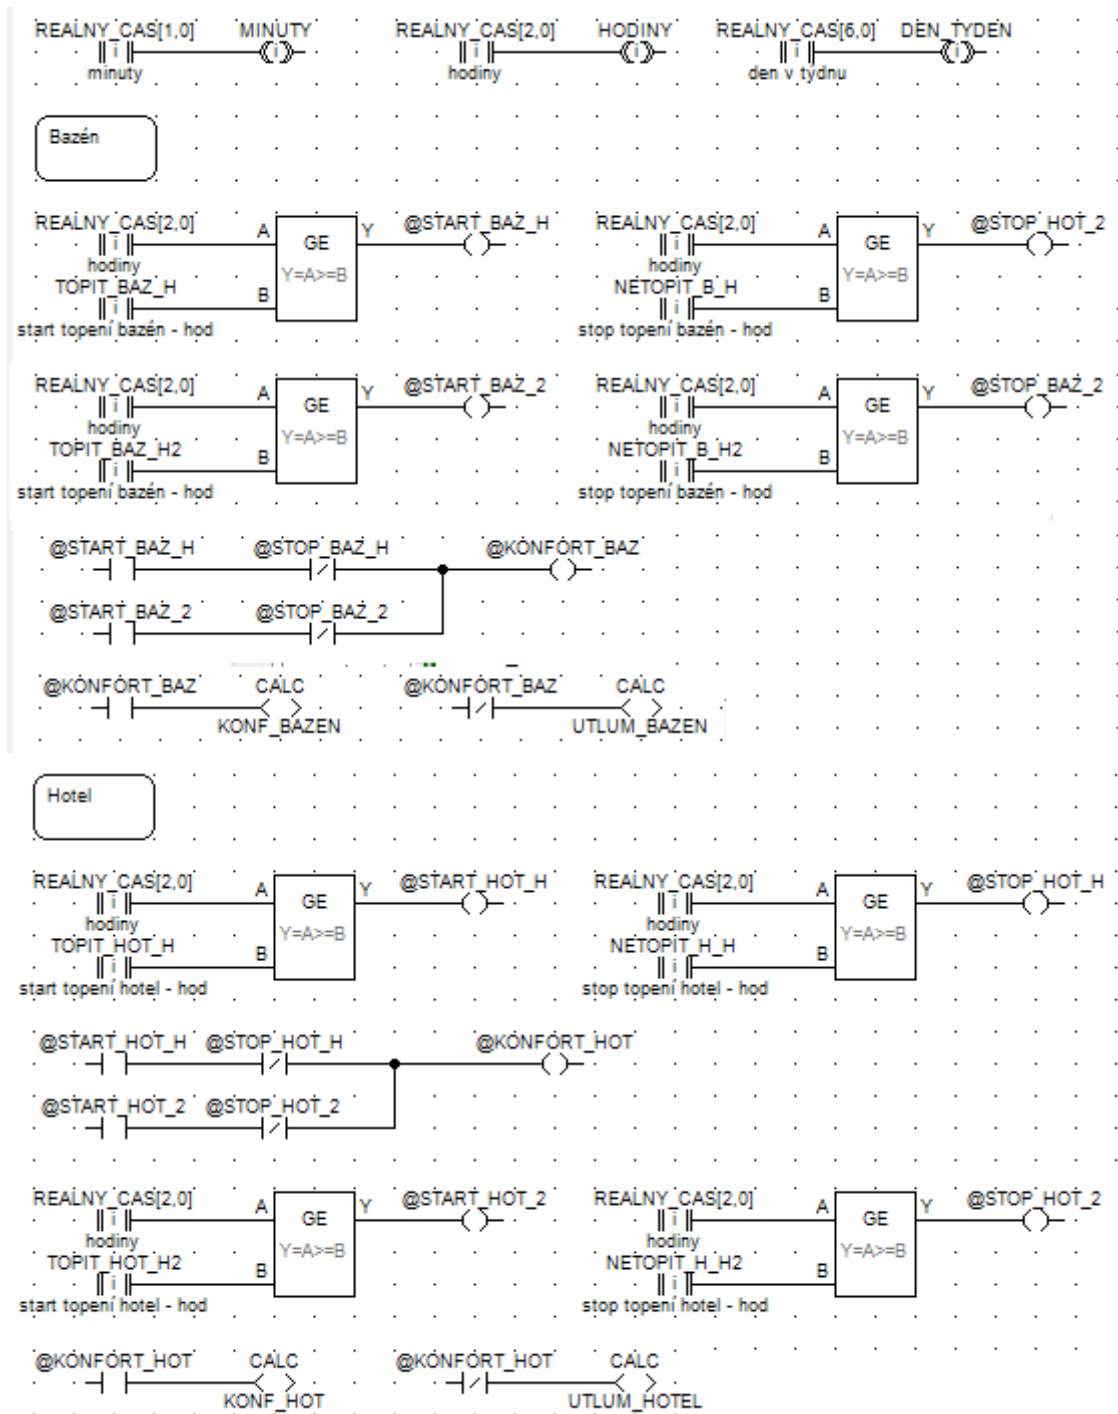 REALNY_CAS[1,0] MINUTY REALNY_CAS[2,0] HODINY REALNY_CAS[6,0] DEN_TYDEN
i i i i i i
minuty hodiny den v týdnu
Bazén
REALNY_CAS[2,0] A GE Y @START_BAZ_H REALNY_CAS[2,0] A GE Y @STOP_HOT_2
i i
hodiny Y=A>=B hodiny Y=A>=B
TOPIT_BAZ_H B NETOPIT_B_H B
i i
start topení bazén - hod stop topení bazén - hod
REALNY_CAS[2,0] A GE Y @START_BAZ_2 REALNY_CAS[2,0] A GE Y @STOP_BAZ_2
i i
hodiny Y=A>=B hodiny Y=A>=B
TOPIT_BAZ_H2 B NETOPIT_B_H2 B
i i
start topení bazén - hod stop topení bazén - hod
@START_BAZ_H @STOP_BAZ_H @KONFORT_BAZ
@START_BAZ_2 @STOP_BAZ_2
@KONFORT_BAZ CALC @KONFORT_BAZ CALC
KONF_BAZEN UTLUM_BAZEN
Hotel
REALNY_CAS[2,0] A GE Y @START_HOT_H REALNY_CAS[2,0] A GE Y @STOP_HOT_H
i i
hodiny Y=A>=B hodiny Y=A>=B
TOPIT_HOT_H B NETOPIT_H_H B
i i
start topení hotel - hod stop topení hotel - hod
@START_HOT_H @STOP_HOT_H @KONFORT_HOT
@START_HOT_2 @STOP_HOT_2
REALNY_CAS[2,0] A GE Y @START_HOT_2 REALNY_CAS[2,0] A GE Y @STOP_HOT_2
i i
hodiny Y=A>=B hodiny Y=A>=B
TOPIT_HOT_H2 B NETOPIT_H_H2 B
i i
start topení hotel - hod stop topení hotel - hod
@KONFORT_HOT CALC @KONFORT_HOT CALC
KONF_HOT UTLUM_HOTEL